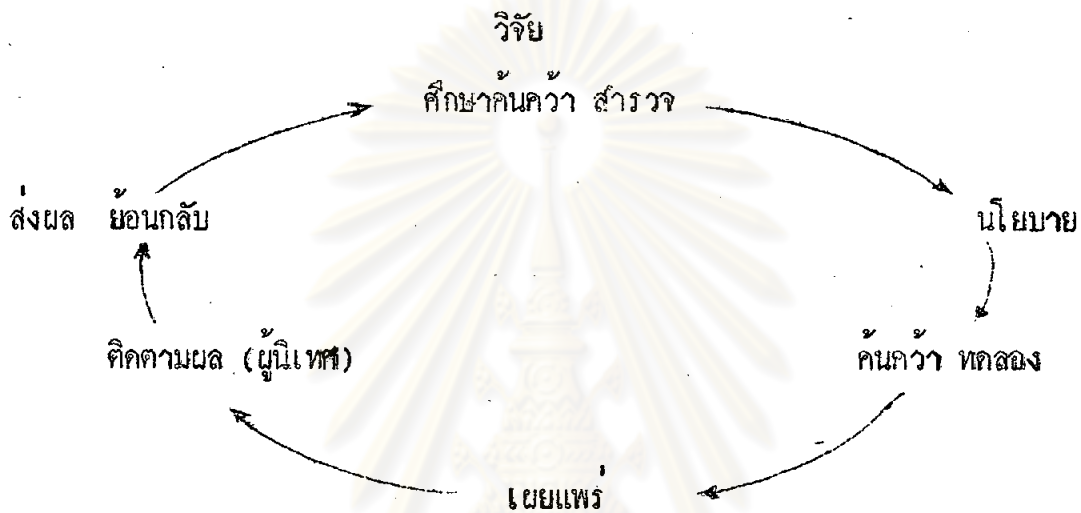 วิจัย
ศึกษาค้นคว้า สำรวจ
ส่งผล ย้อนกลับ
นโยบาย
ติดตามผล (ผู้นิเทศ)
ค้นคว้า ทดลอง
เผยแพร่